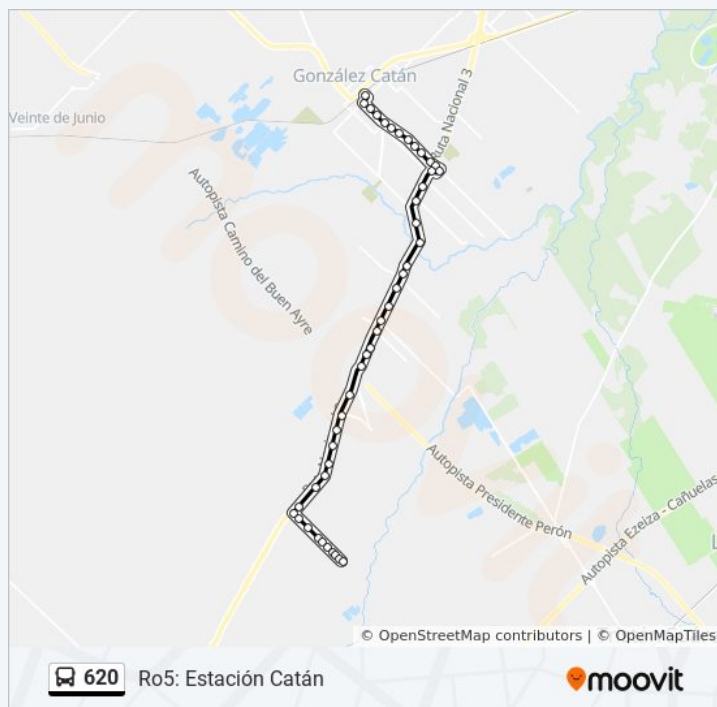 González Catán
Veinte de Junio
Ruta Nacional 3
Autopista Camino del Buen Ayre
Autopista Presidente Perón
Autopista Ezeiza - Cañuelas
L
© OpenStreetMap contributors | © OpenMapTiles
620 Ro5: Estación Catán
moovit